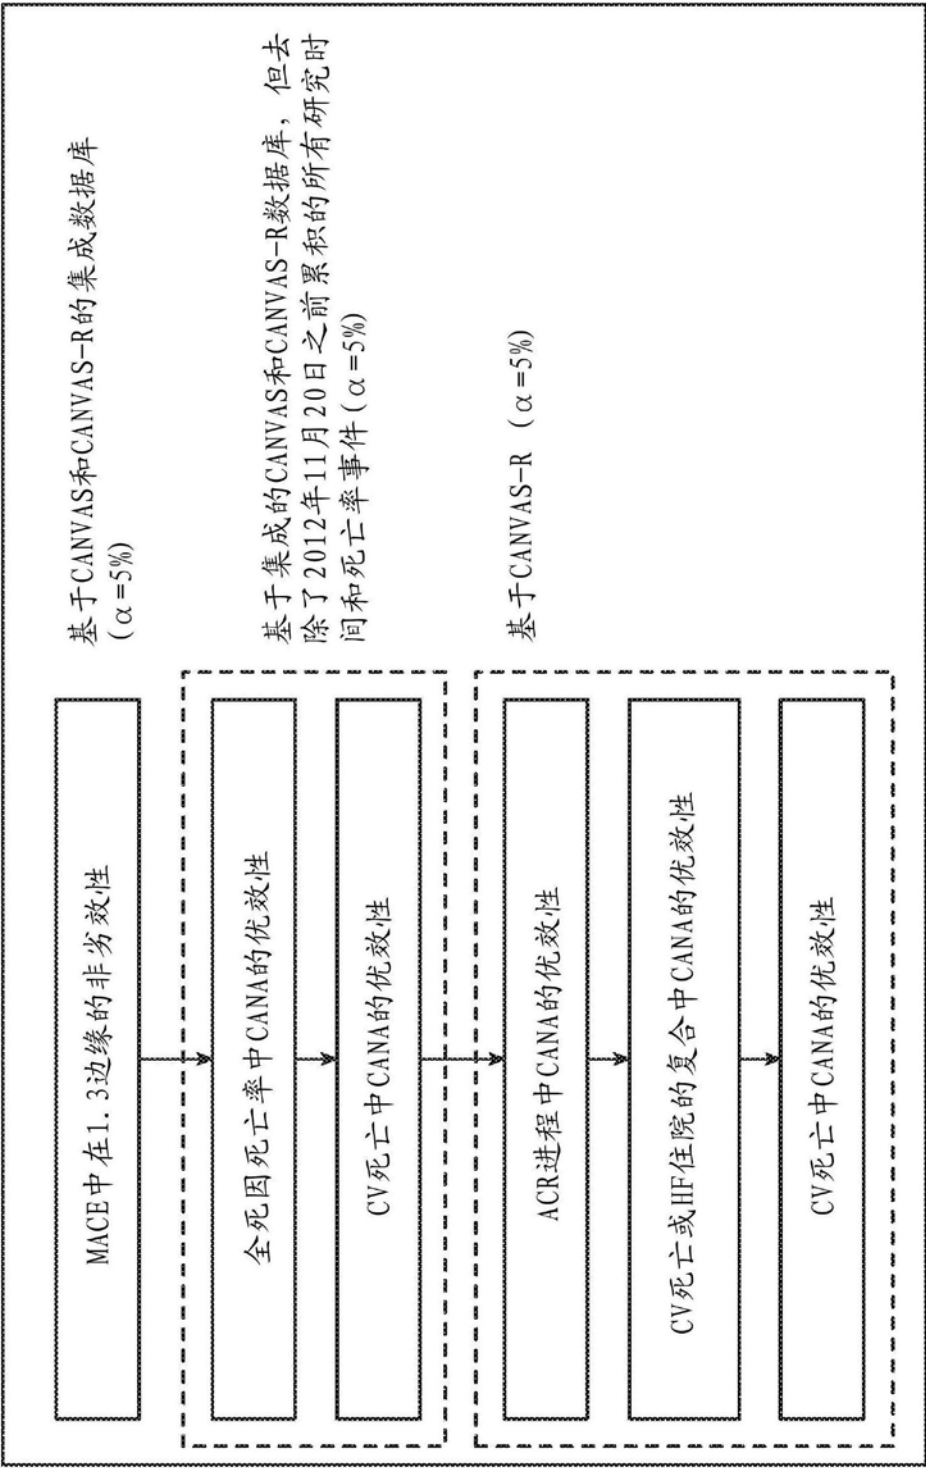 MACE中在1.3边缘的非劣效性
基于CANVAS和CANVAS-R的集成数据库
(α=5%)
全死因死亡率中CANA的优效性
CV死亡中CANA的优效性
基于集成的CANVAS和CANVAS-R数据库，但去
除了2012年11月20日之前累积的所有研究时
间和死亡率事件(α=5%)
ACR进程中CANA的优效性
CV死亡或HF住院的复合中CANA的优效性
CV死亡中CANA的优效性
基于CANVAS-R (α=5%)